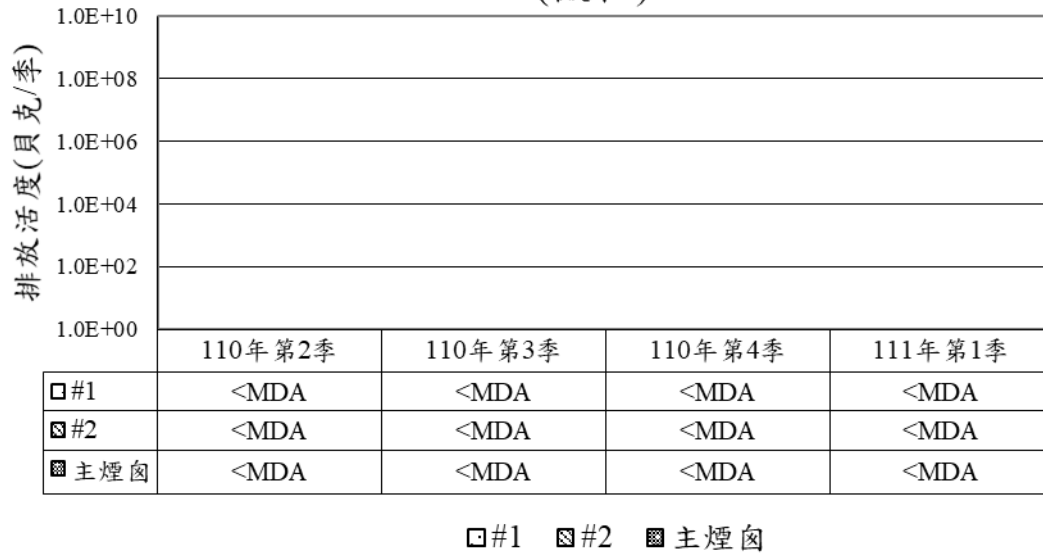 1.0E+10
1.0E+08
1.0E+06
1.0E+04
1.0E+02
1.0E+00
排放活度(貝克/季)
110年第2季 110年第3季 110年第4季 111年第1季
#1 <MDA <MDA <MDA <MDA
#2 <MDA <MDA <MDA <MDA
主煙囪 <MDA <MDA <MDA <MDA
#1 #2 主煙囪